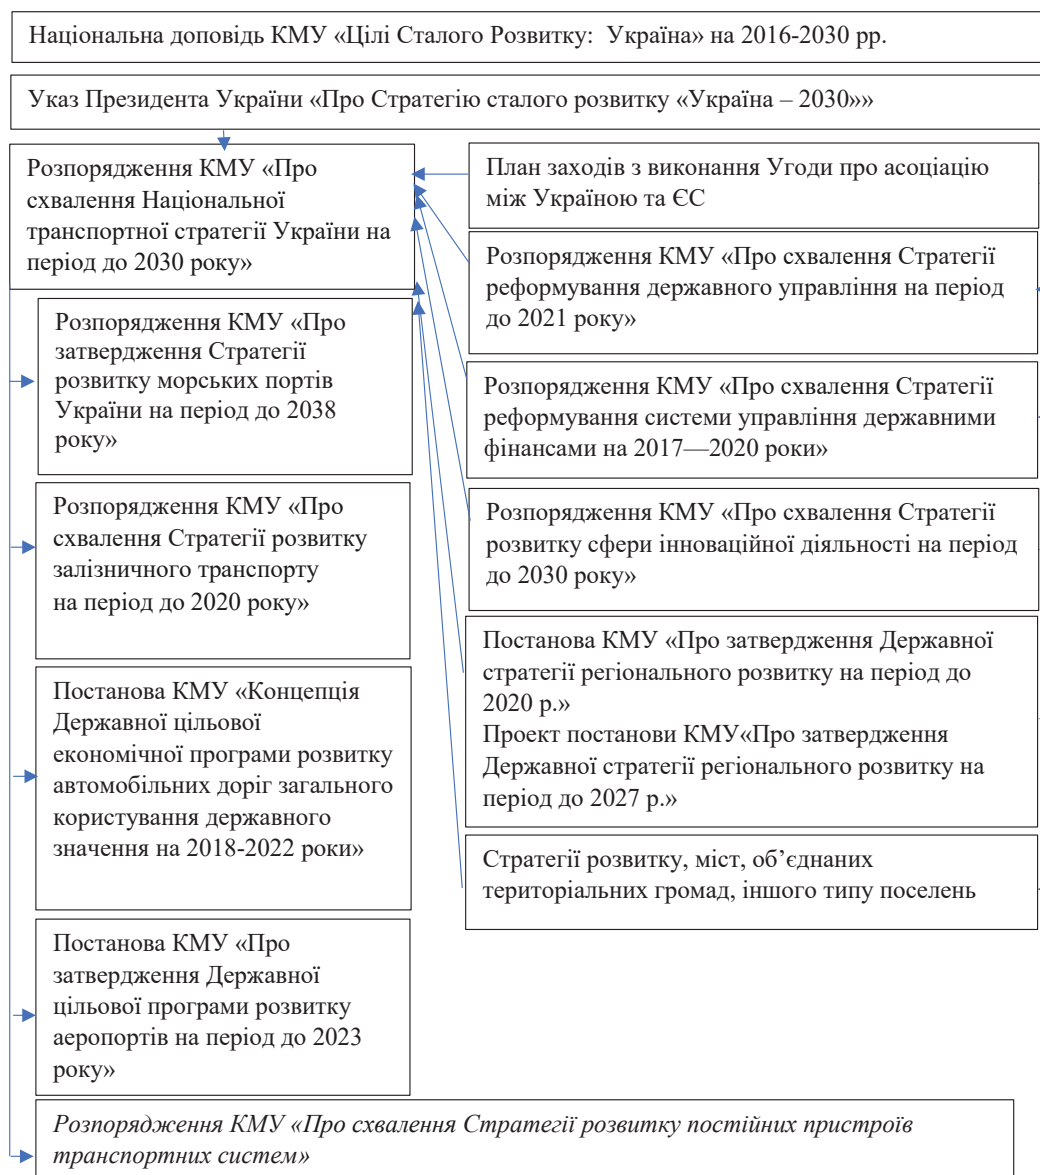 Національна доповідь КМУ «Цілі Сталого Розвитку: Україна» на 2016-2030 рр.
Указ Президента України «Про Стратегію сталого розвитку «Україна – 2030»»
Розпорядження КМУ «Про
схвалення Національної
транспортної стратегії України на
період до 2030 року»
Розпорядження КМУ «Про
затвердження Стратегії
розвитку морських портів
України на період до 2038
року»
Розпорядження КМУ «Про
схвалення Стратегії розвитку
залізничного транспорту
на період до 2020 року»
Постанова КМУ «Концепція
Державної цільової
економічної програми розвитку
автомобільних доріг загального
користування державного
значення на 2018-2022 роки»
Постанова КМУ «Про
затвердження Державної
цільової програми розвитку
аеропортів на період до 2023
року»
План заходів з виконання Угоди про асоціацію
між Україною та ЄС
Розпорядження КМУ «Про схвалення Стратегії
реформування державного управління на період
до 2021 року»
Розпорядження КМУ «Про схвалення Стратегії
реформування системи управління державними
фінансами на 2017—2020 роки»
Розпорядження КМУ «Про схвалення Стратегії
розвитку сфери інноваційної діяльності на період
до 2030 року»
Постанова КМУ «Про затвердження Державної
стратегії регіонального розвитку на період до
2020 р.»
Проект постанови КМУ«Про затвердження
Державної стратегії регіонального розвитку на
період до 2027 р.»
Стратегії розвитку, міст, об’єднаних
територіальних громад, іншого типу поселень
Розпорядження КМУ «Про схвалення Стратегії розвитку постійних пристроїв
транспортних систем»